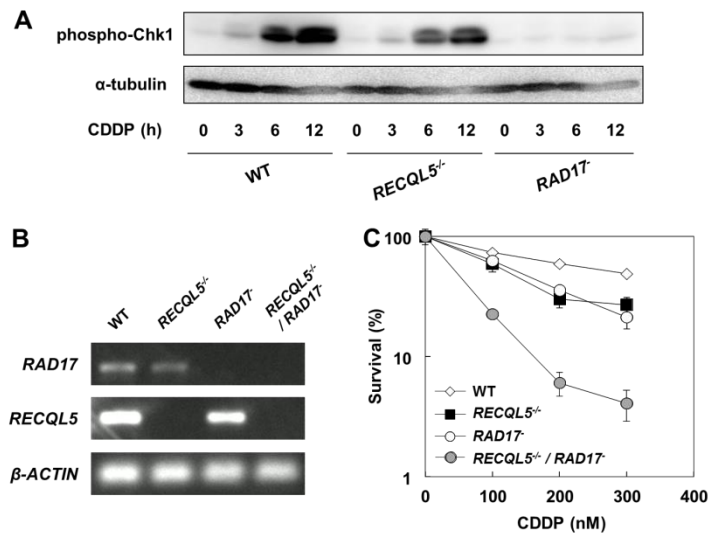 A
phospho-Chk1
α-tubulin
CDDP (h) 0 3 6 12 0 3 6 12 0 3 6 12
WT RECQL5-/- RAD17-
B
WT RECQL5-/- RAD17- RECQL5-/- / RAD17-
RAD17
RECQL5
β-ACTIN
C
Survival (%)
100
10
1
WT
RECQL5-/-
RAD17-
RECQL5-/- / RAD17-
0 100 200 300 400
CDDP (nM)